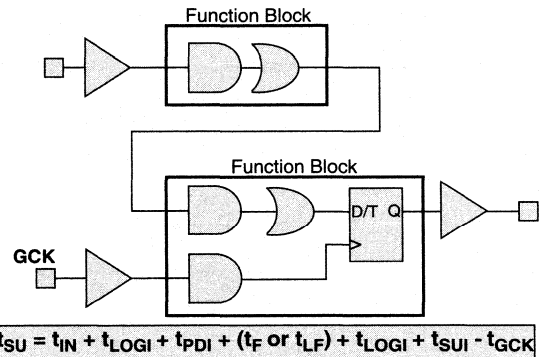 Function Block
Function Block
D/T Q
GCK
tSU = tIN + tLOGI + tPDI + (tF or tLF) + tLOGI + tSUI - tGCK